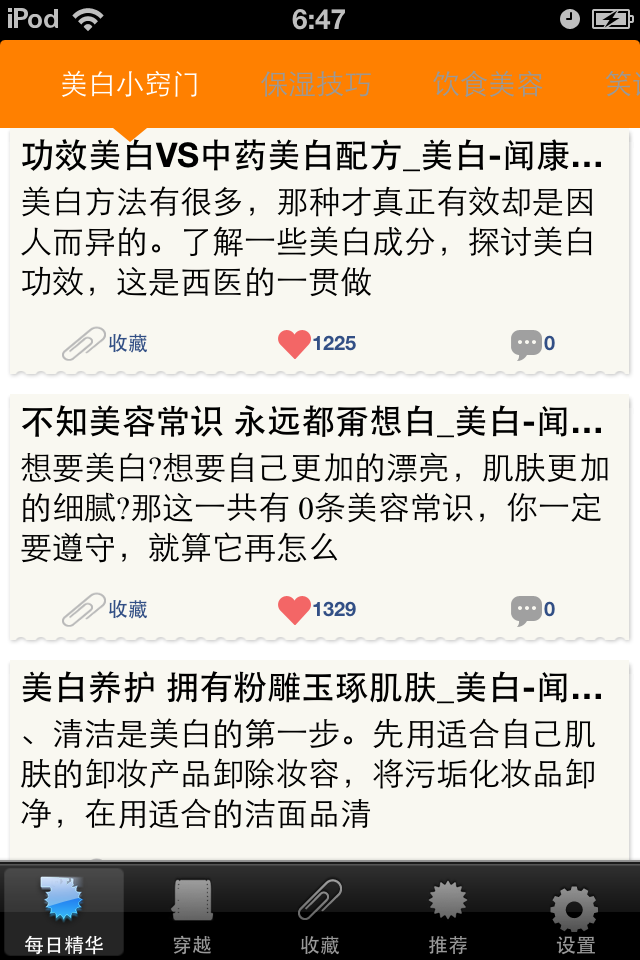 iPod 6:47
美白小窍门 保湿技巧 饮食美容
功效美白VS中药美白配方_美白-闻康...
美白方法有很多，那种才真正有效却是因
人而异的。了解一些美白成分，探讨美白
功效，这是西医的一贯做
收藏 1225 0
不知美容常识 永远都甭想白_美白-闻...
想要美白?想要自己更加的漂亮，肌肤更加
的细腻?那这一共有 0条美容常识，你一定
要遵守，就算它再怎么
收藏 1329 0
美白养护 拥有粉雕玉琢肌肤_美白-闻...
、清洁是美白的第一步。先用适合自己肌
肤的卸妆产品卸除妆容，将污垢化妆品卸
净，在用适合的洁面品清
每日精华 穿越 收藏 推荐 设置